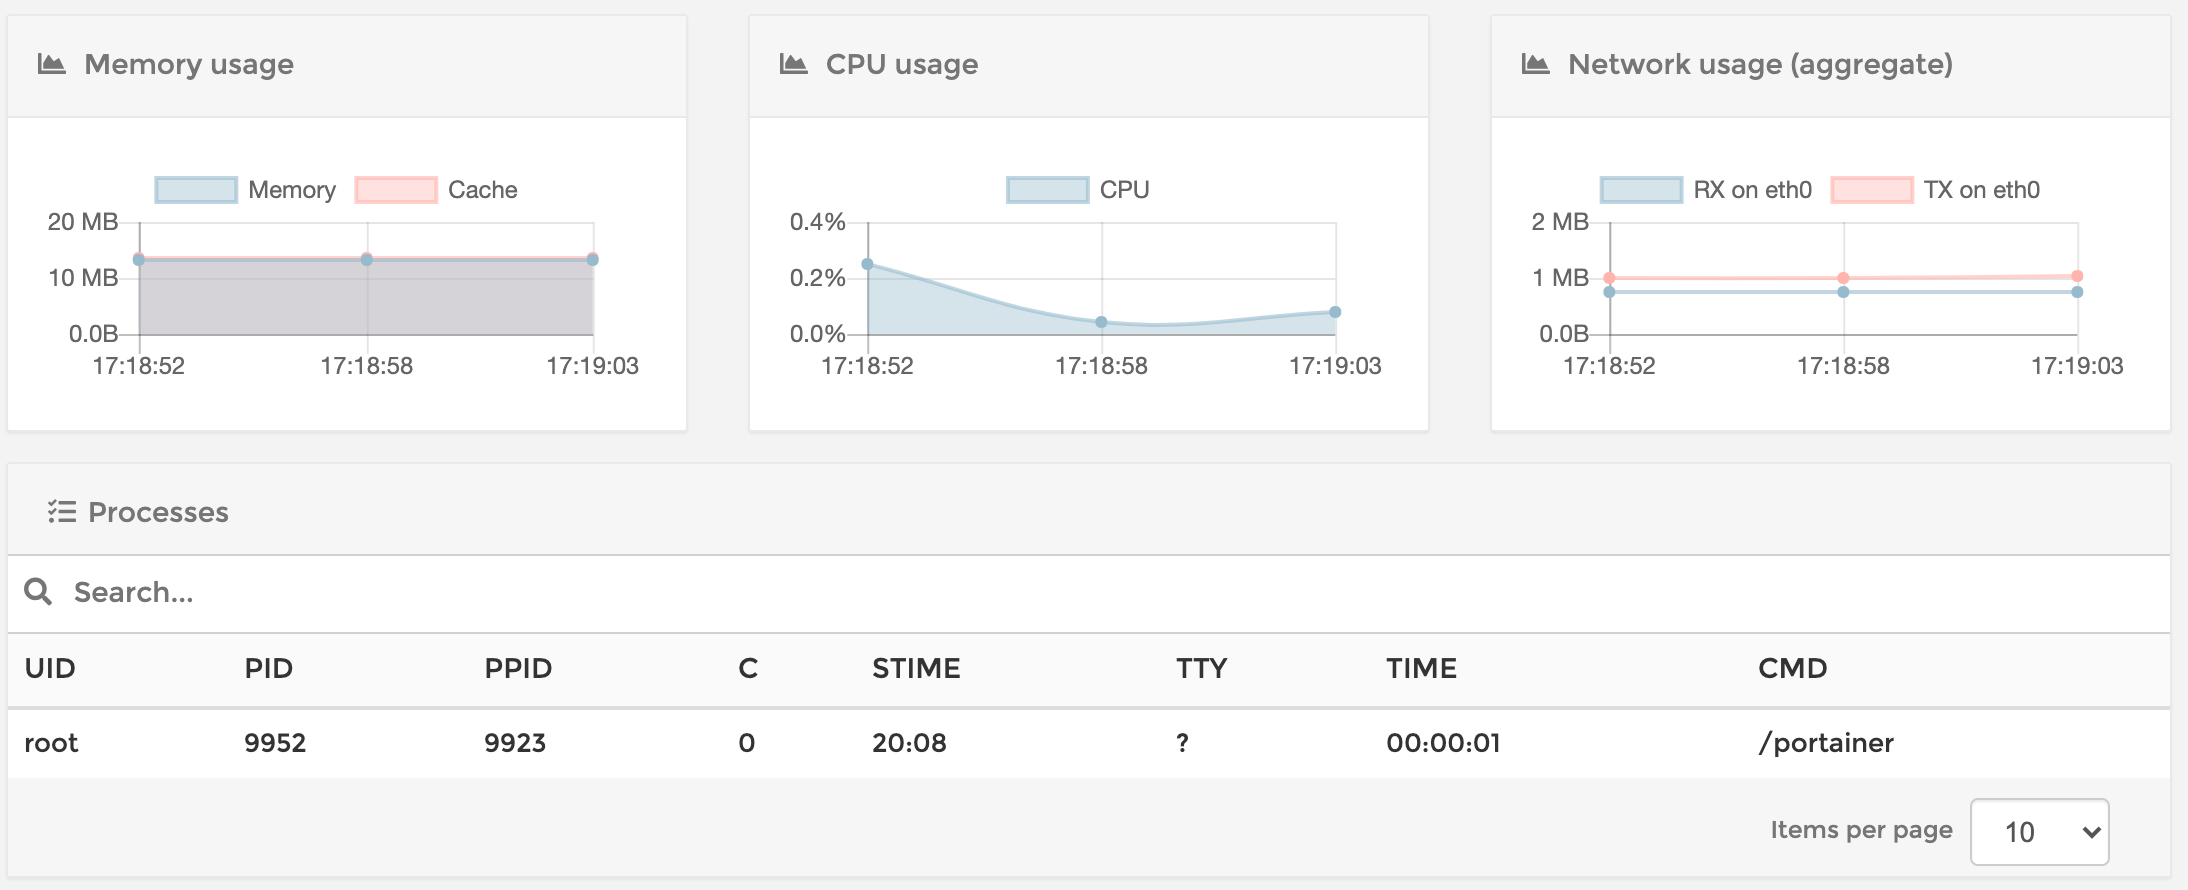 Memory usage
Memory Cache
20 MB
10 MB
0.0B
17:18:52 17:18:58 17:19:03
CPU usage
CPU
0.4%
0.2%
0.0%
17:18:52 17:18:58 17:19:03
Network usage (aggregate)
RX on eth0 TX on eth0
2 MB
1 MB
0.0B
17:18:52 17:18:58 17:19:03
Processes
Search...
UID PID PPID C STIME TTY TIME CMD
root 9952 9923 0 20:08 ? 00:00:01 /portainer
Items per page 10